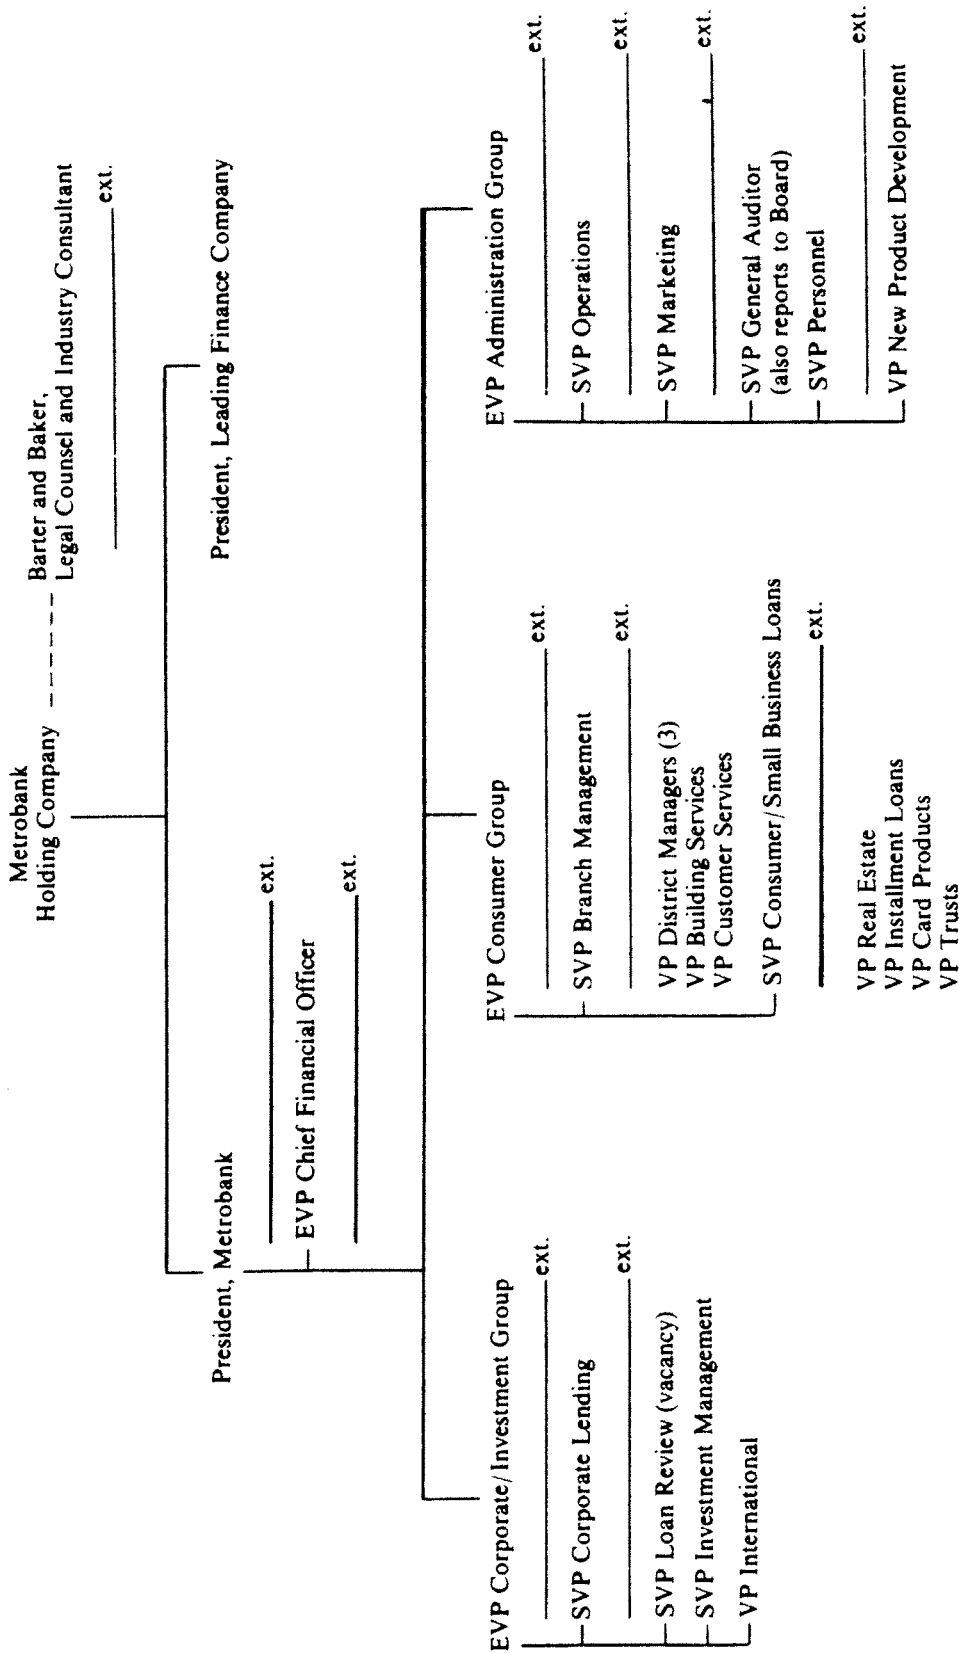 Metrobank
Holding Company
Barter and Baker,
Legal Counsel and Industry Consultant
ext.
President, Metrobank
ext.
EVP Chief Financial Officer
ext.
President, Leading Finance Company
EVP Corporate/Investment Group
ext.
SVP Corporate Lending
ext.
SVP Loan Review (vacancy)
SVP Investment Management
VP International
EVP Consumer Group
ext.
SVP Branch Management
ext.
VP District Managers (3)
VP Building Services
VP Customer Services
SVP Consumer/Small Business Loans
ext.
VP Real Estate
VP Installment Loans
VP Card Products
VP Trusts
EVP Administration Group
ext.
SVP Operations
ext.
SVP Marketing
ext.
SVP General Auditor
(also reports to Board)
SVP Personnel
ext.
VP New Product Development